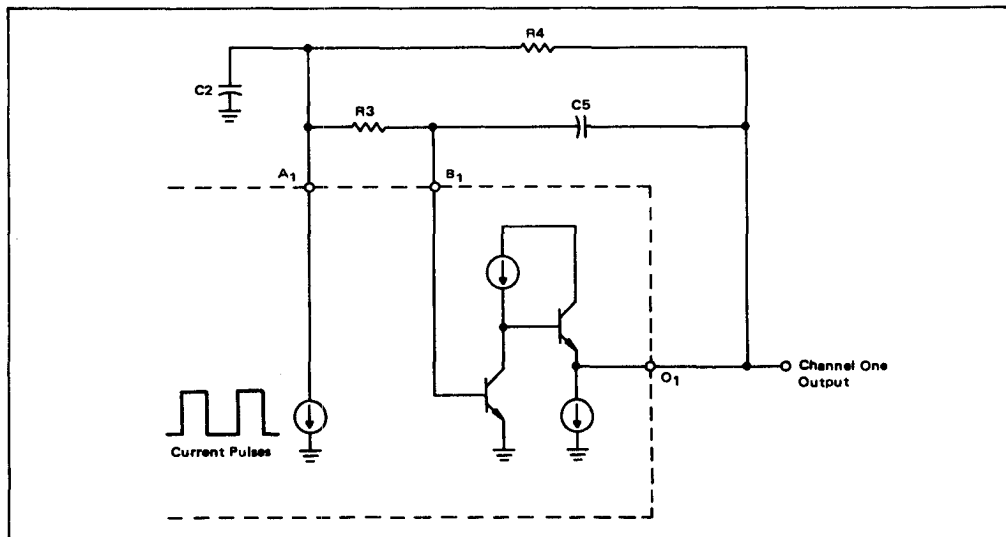 R4
C2
R3
C5
A1
B1
O1
Channel One
Output
Current Pulses